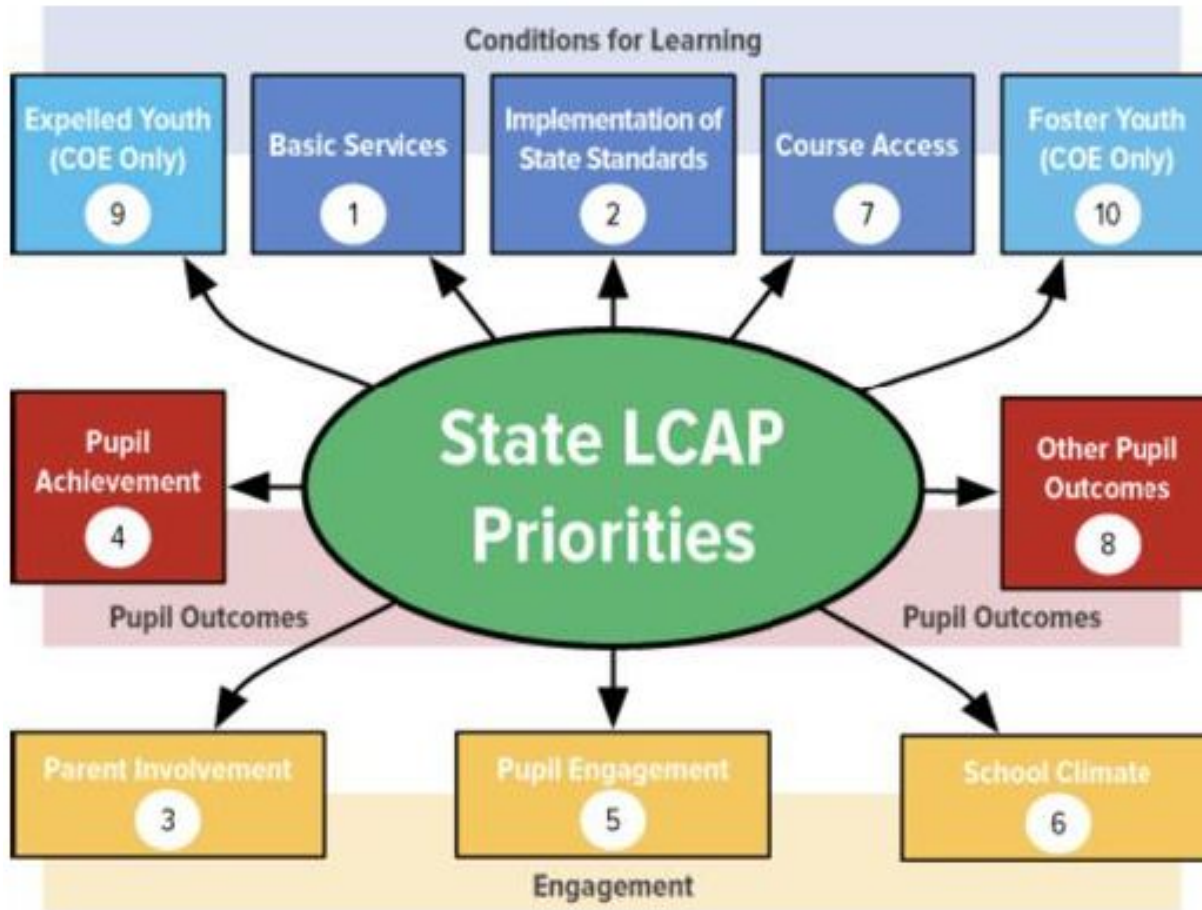 Conditions for Learning
Expelled Youth
(COE Only)
9
Basic Services
1
Implementation of
State Standards
2
Course Access
7
Foster Youth
(COE Only)
10
State LCAP
Priorities
Pupil
Achievement
4
Pupil Outcomes
Other Pupil
Outcomes
8
Pupil Outcomes
Parent Involvement
3
Pupil Engagement
5
School Climate
6
Engagement